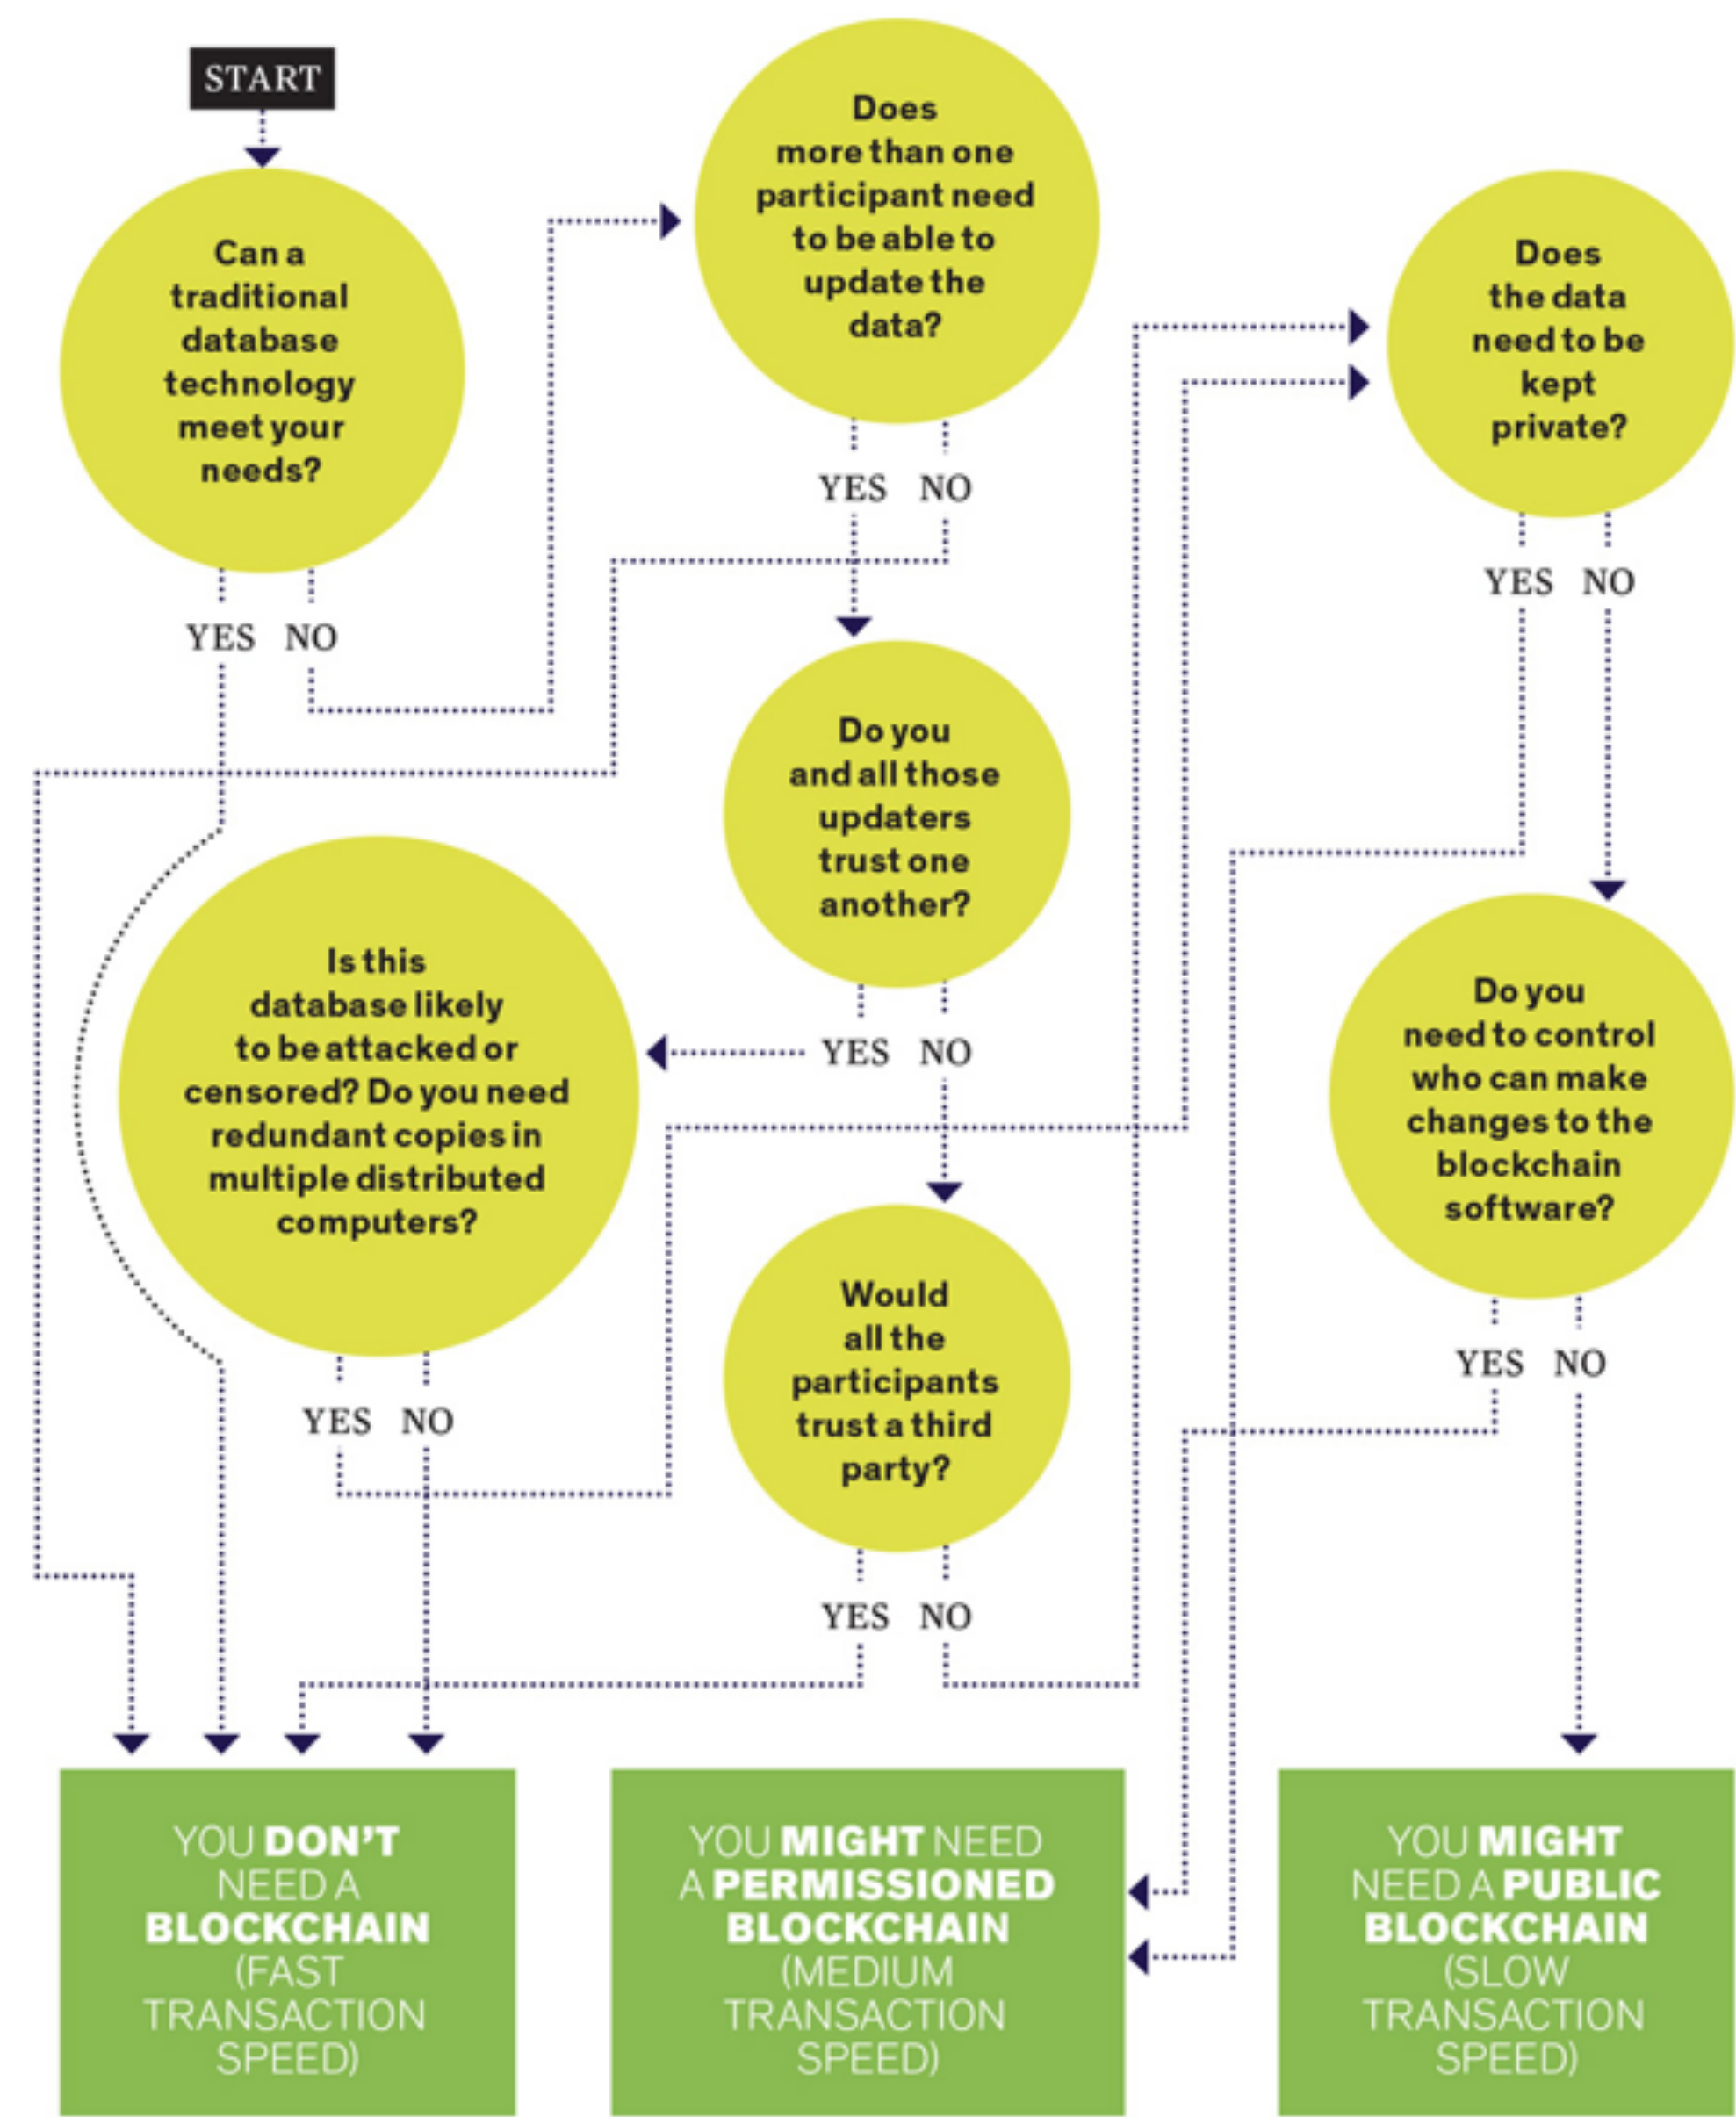 START
Can a
traditional
database
technology
meet your
needs?
YES NO
Does
more than one
participant need
to be able to
update the
data?
YES NO
Do you
and all those
updaters
trust one
another?
YES NO
Is this
database likely
to be attacked or
censored? Do you need
redundant copies in
multiple distributed
computers?
YES NO
Would
all the
participants
trust a third
party?
YES NO
Does
the data
need to be
kept
private?
YES NO
Do you
need to control
who can make
changes to the
blockchain
software?
YES NO
YOU DON'T
NEED A
BLOCKCHAIN
(FAST
TRANSACTION
SPEED)
YOU MIGHT NEED
A PERMISSIONED
BLOCKCHAIN
(MEDIUM
TRANSACTION
SPEED)
YOU MIGHT
NEED A PUBLIC
BLOCKCHAIN
(SLOW
TRANSACTION
SPEED)